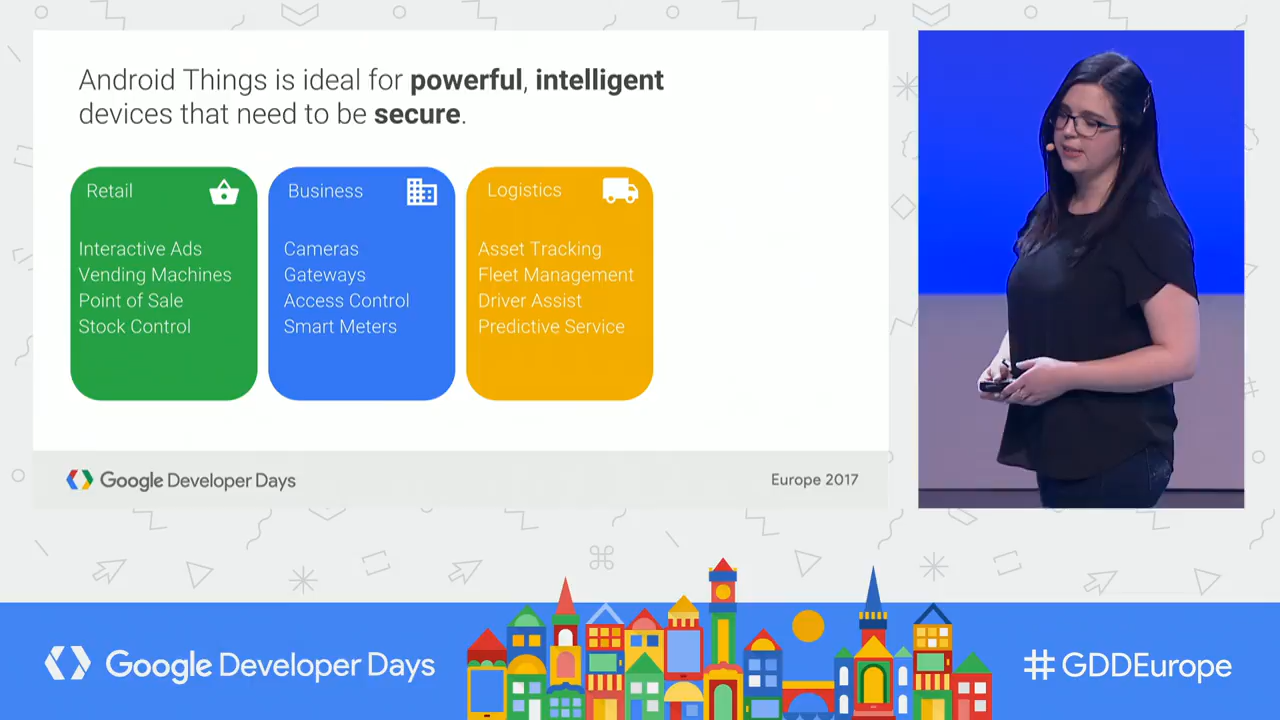 Android Things is ideal for powerful, intelligent
devices that need to be secure.
Retail
Interactive Ads
Vending Machines
Point of Sale
Stock Control
Business
Cameras
Gateways
Access Control
Smart Meters
Logistics
Asset Tracking
Fleet Management
Driver Assist
Predictive Service
Google Developer Days
Europe 2017
Google Developer Days
#GDDEurope